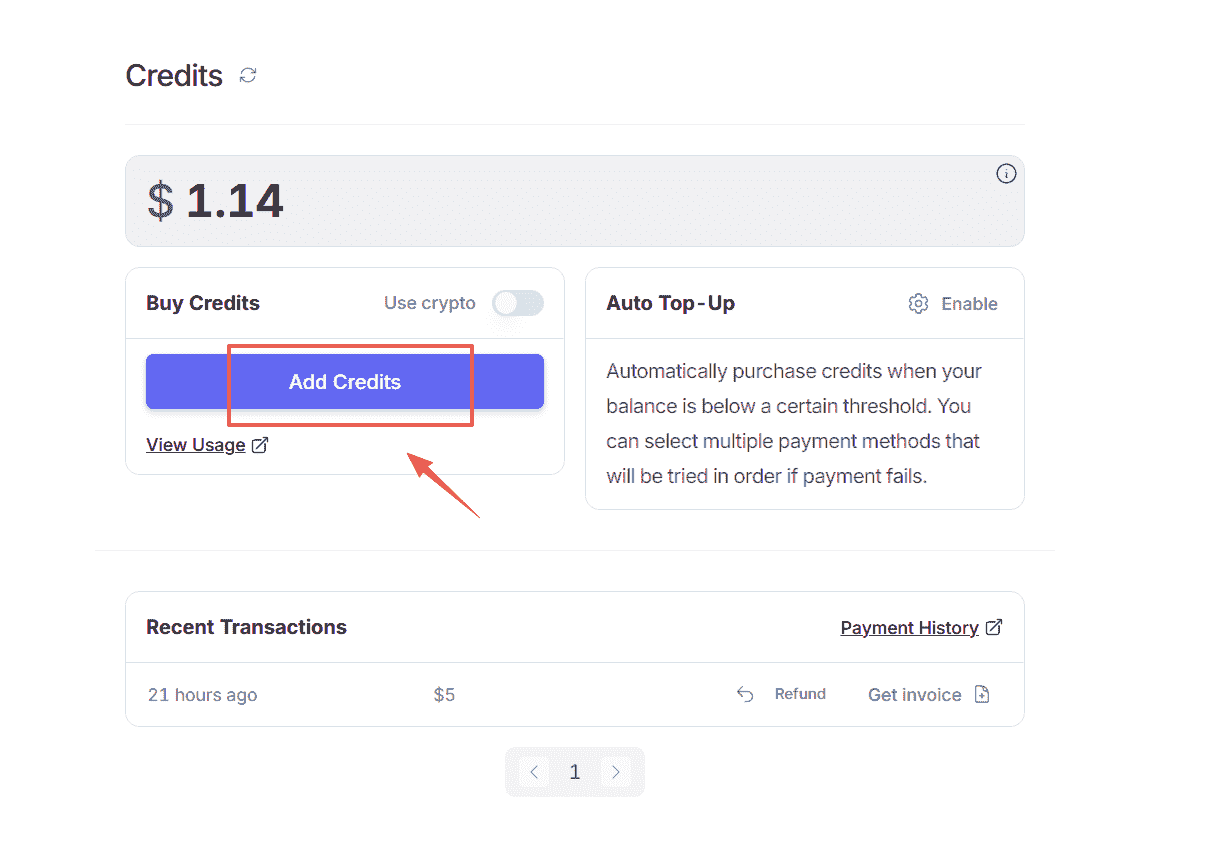 Credits
$ 1.14
Buy Credits
Use crypto
Add Credits
View Usage
Auto Top-Up
Enable
Automatically purchase credits when your
balance is below a certain threshold. You
can select multiple payment methods that
will be tried in order if payment fails.
Recent Transactions
Payment History
21 hours ago
$5
Refund
Get invoice
1